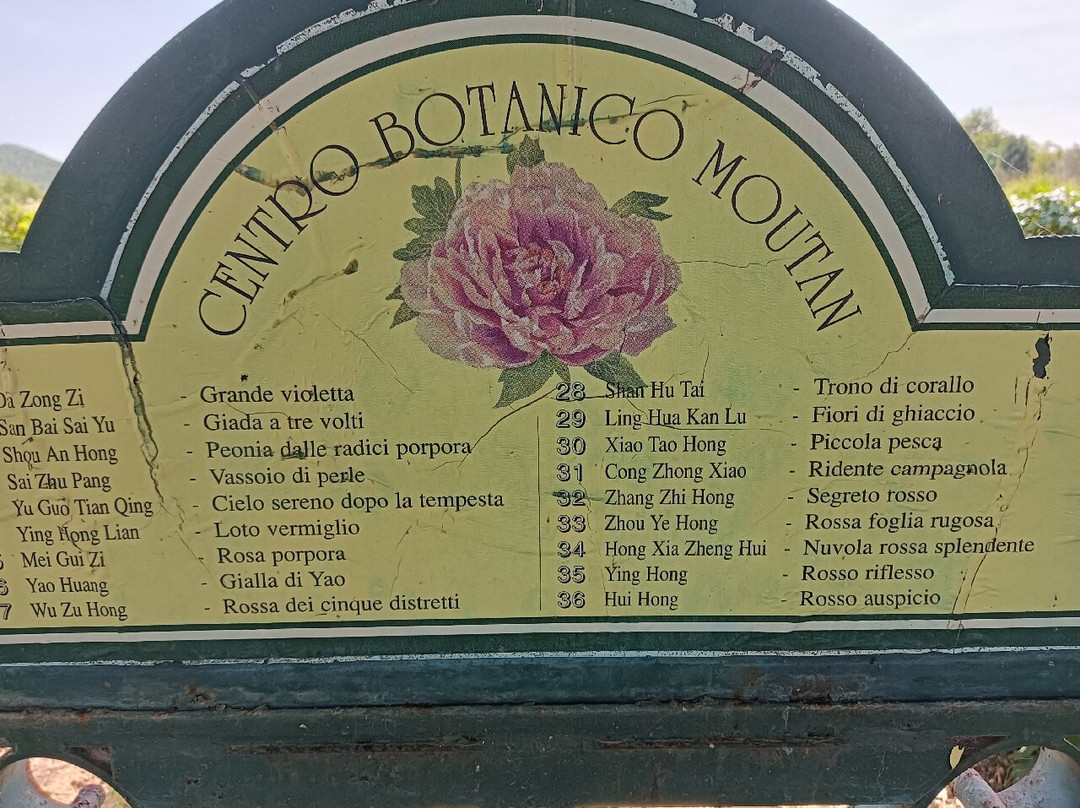 CENTRO BOTANICO MOUTAN
Da Zong Zi - Grande violetta
San Bai Sai Yu - Giada a tre volti
Shou An Hong - Peonia dalle radici porpora
Sai Zhu Pang - Vassoio di perle
Yu Guo Tian Qing - Cielo sereno dopo la tempesta
Ying Hong Lian - Loto vermiglio
Mei Gui Zi - Rosa porpora
6 Yao Huang - Gialla di Yao
7 Wu Zu Hong - Rossa dei cinque distretti
28 Shan Hu Tai - Trono di corallo
29 Ling Hua Kan Lu - Fiori di ghiaccio
30 Xiao Tao Hong - Piccola pesca
31 Cong Zhong Xiao - Ridente campagnola
32 Zhang Zhi Hong - Segreto rosso
33 Zhou Ye Hong - Rossa foglia rugosa
34 Hong Xia Zheng Hui - Nuvola rossa splendente
35 Ying Hong - Rosso riflesso
36 Hui Hong - Rosso auspicio